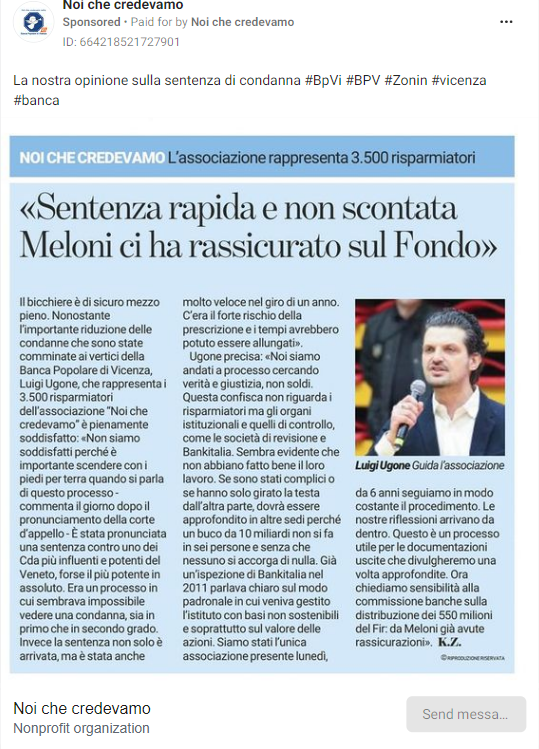 Noi che credevamo
Sponsored • Paid for by Noi che credevamo
ID: 664218521727901
La nostra opinione sulla sentenza di condanna #BpVi #BPV #Zonin #vicenza
#banca
NOI CHE CREDEVAMO L'associazione rappresenta 3.500 risparmiatori
«Sentenza rapida e non scontata
Meloni ci ha rassicurato sul Fondo»
Il bicchiere è di sicuro mezzo
pieno. Nonostante
l'importante riduzione delle
condanne che sono state
comminate ai vertici della
Banca Popolare di Vicenza,
Luigi Ugone, che rappresenta i
3.500 risparmiatori
dell'associazione "Noi che
credevamo" è pienamente
soddisfatto: «Non siamo
soddisfatti perché è
importante scendere con i
piedi per terra quando si parla
di questo processo -
commenta il giorno dopo il
pronunciamento della corte
d'appello - È stata pronunciata
una sentenza contro uno dei
Cda più influenti e potenti del
Veneto, forse il più potente in
assoluto. Era un processo in
cui sembrava impossibile
vedere una condanna, sia in
primo che in secondo grado.
Invece la sentenza non solo è
arrivata, ma è stata anche
molto veloce nel giro di un anno.
C'era il forte rischio della
prescrizione e i tempi avrebbero
potuto essere allungati».
Ugone precisa: «Noi siamo
andati a processo cercando
verità e giustizia, non soldi.
Questa confisca non riguarda i
risparmiatori ma gli organi
istituzionali e quelli di controllo,
come le società di revisione e
Bankitalia. Sembra evidente che
non abbiano fatto bene il loro
lavoro. Se sono stati complici o
se hanno solo girato la testa
dall'altra parte, dovrà essere
approfondito in altre sedi perché
un buco da 10 miliardi non si fa
in sei persone e senza che
nessuno si accorga di nulla. Già
un'ispezione di Bankitalia nel
2011 parlava chiaro sul modo
padronale in cui veniva gestito
l'istituto con basi non sostenibili
e soprattutto sul valore delle
azioni. Siamo stati l'unica
associazione presente lunedì,
Luigi Ugone Guida l'associazione
da 6 anni seguiamo in modo
costante il procedimento. Le
nostre riflessioni arrivano da
dentro. Questo è un processo
utile per le documentazioni
uscite che divulgheremo una
volta approfondite. Ora
chiediamo sensibilità alla
commissione banche sulla
distribuzione dei 550 milioni
del Fir: da Meloni già avute
rassicurazioni». K.Z.
© RIPRODUZIONE RISERVATA
Noi che credevamo
Nonprofit organization
Send messa...